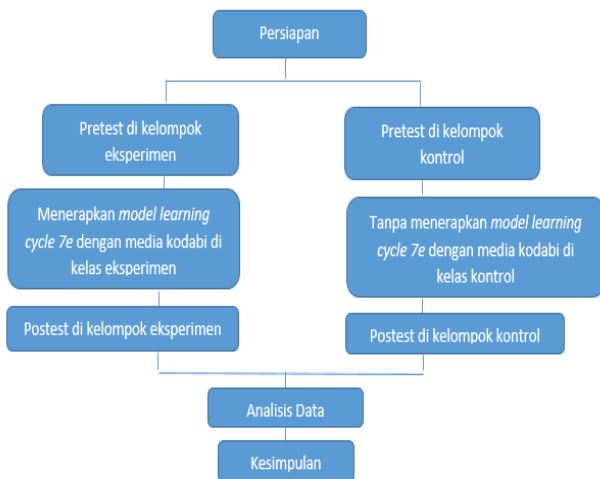 Persiapan
Pretest di kelompok
eksperimen
Pretest di kelompok
kontrol
Menerapkan model learning
cycle 7e dengan media kodabi di
kelas eksperimen
Tanpa menerapkan model learning
cycle 7e dengan media kodabi di
kelas kontrol
Postest di kelompok eksperimen
Postest di kelompok kontrol
Analisis Data
Kesimpulan